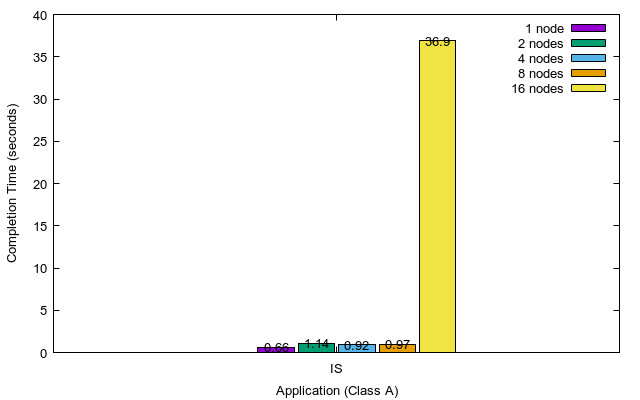 40
35
30
25
20
15
10
5
0
Completion Time (seconds)
1 node
2 nodes
4 nodes
8 nodes
16 nodes
0.66
1.14
0.92
0.97
36.9
IS
Application (Class A)